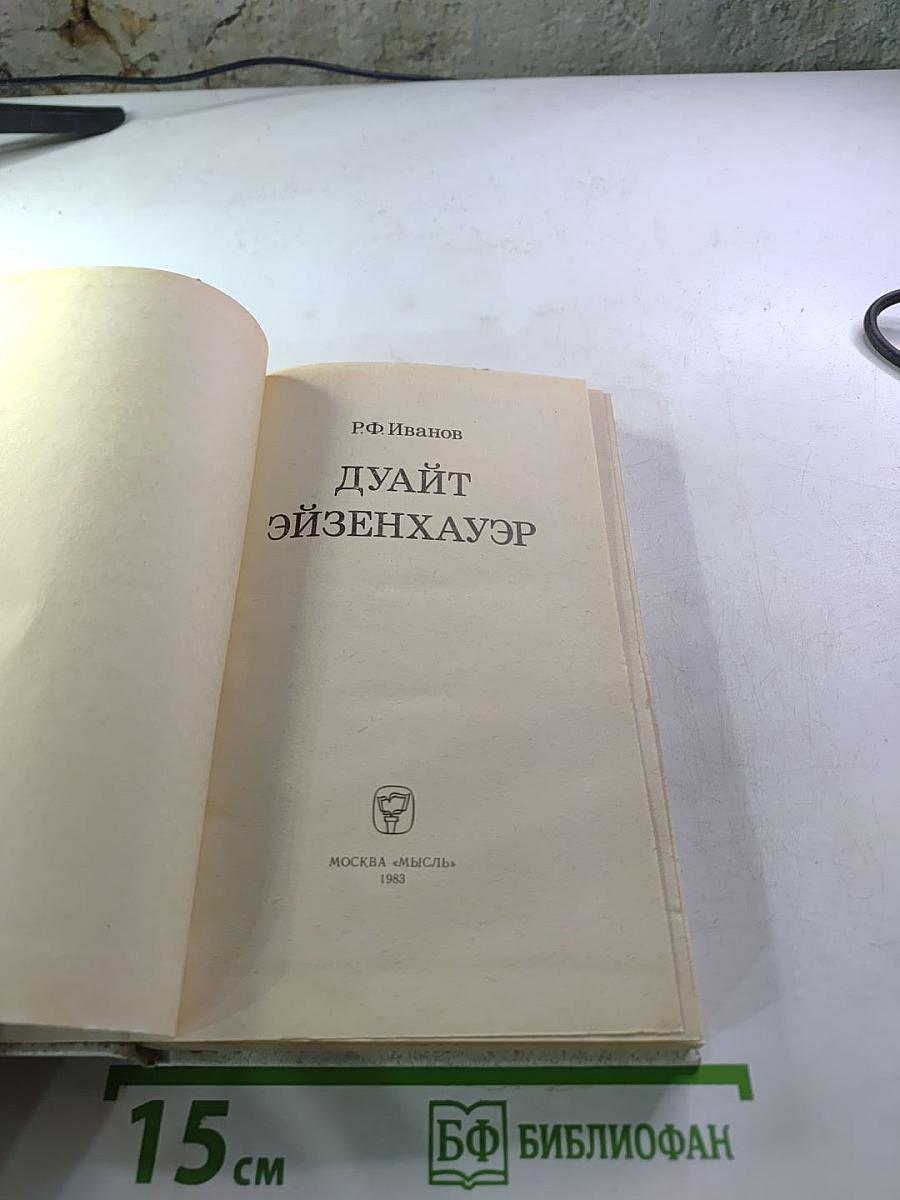 Р.Ф.Иванов
ДУАЙТ
ЭЙЗЕНХАУЭР
МОСКВА «МЫСЛЬ»
1983
15 см
БФ БИБЛИОФАН